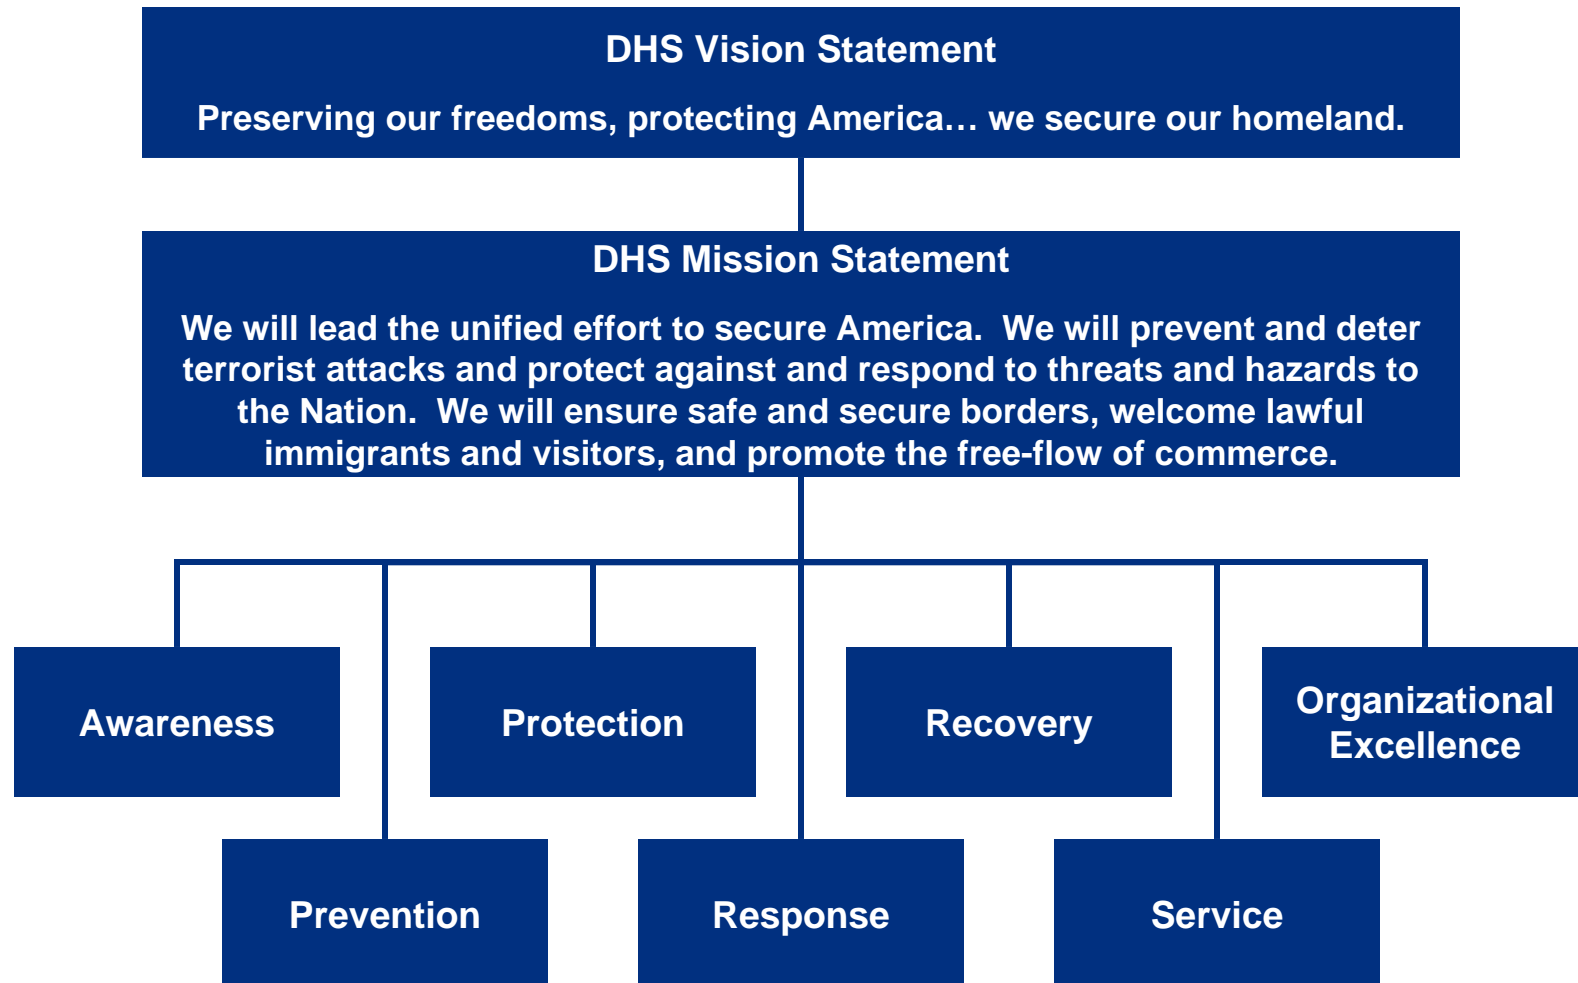 DHS Vision Statement
Preserving our freedoms, protecting America… we secure our homeland.
DHS Mission Statement
We will lead the unified effort to secure America.  We will prevent and deter
terrorist attacks and protect against and respond to threats and hazards to
the Nation.  We will ensure safe and secure borders, welcome lawful
immigrants and visitors, and promote the free-flow of commerce.
Awareness
Protection
Recovery
Organizational
Excellence
Prevention
Response
Service